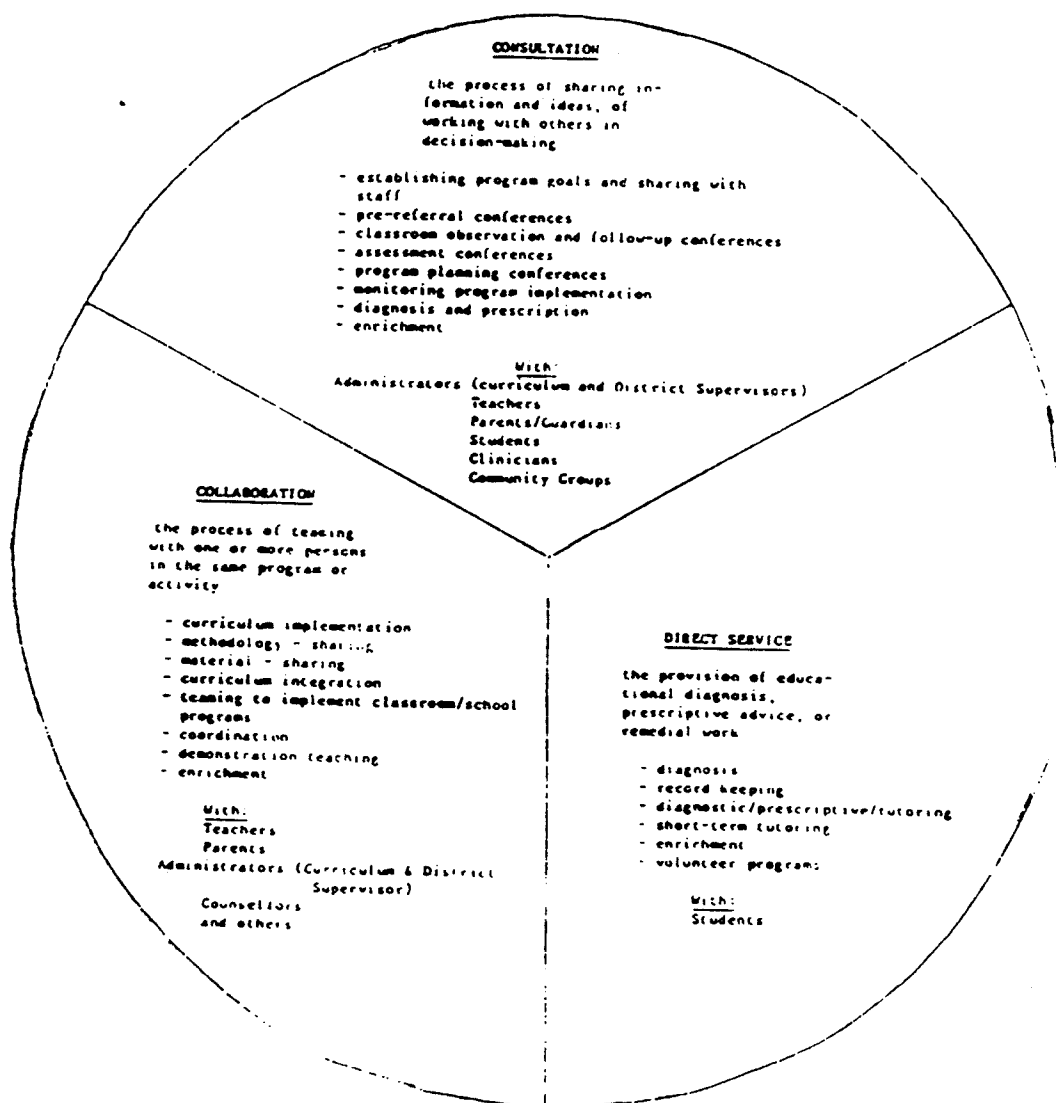 CONSULTATION
the process of sharing in-
formation and ideas, of
working with others in
decision-making
- establishing program goals and sharing with
staff
- pre-referral conferences
- classroom observation and follow-up conferences
- assessment conferences
- program planning conferences
- monitoring program implementation
- diagnosis and prescription
- enrichment
With:
Administrators (curriculum and District Supervisors)
Teachers
Parents/Guardians
Students
Clinicians
Community Groups
COLLABORATION
the process of teaming
with one or more persons
in the same program or
activity
- curriculum implementation
- methodology - sharing
- material - sharing
- curriculum integration
- teaming to implement classroom/school
programs
- coordination
- demonstration teaching
- enrichment
With:
Teachers
Parents
Administrators (Curriculum & District
Supervisor)
Counsellors
and others
DIRECT SERVICE
the provision of educa-
tional diagnosis,
prescriptive advice, or
remedial work
- diagnosis
- record keeping
- diagnostic/prescriptive/tutoring
- short-term tutoring
- enrichment
- volunteer programs
With:
Students